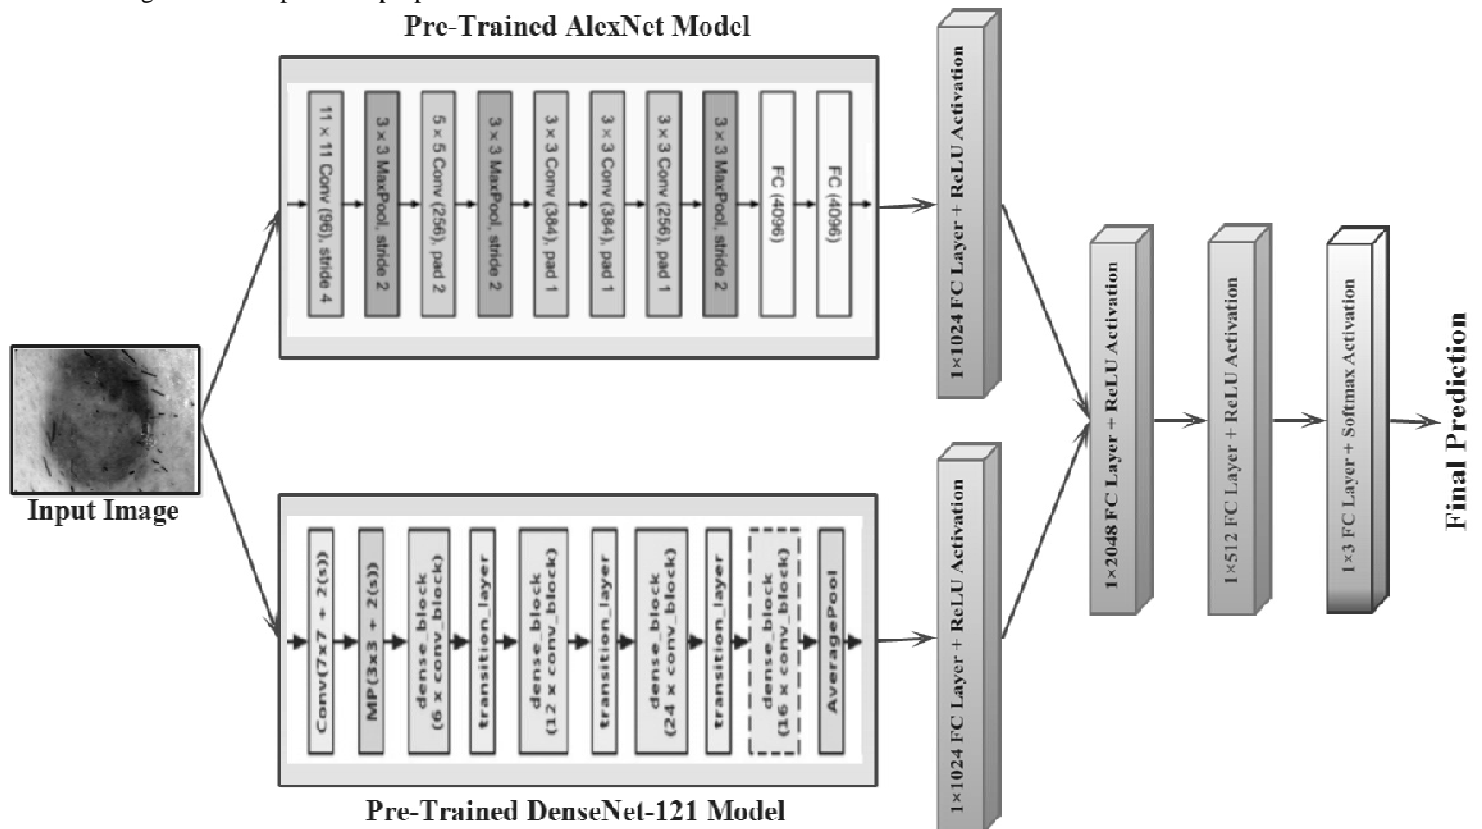 Pre-Trained AlexNet Model
11 × 11 Conv (96), stride 4
3 × 3 MaxPool, stride 2
5 × 5 Conv (256), pad 2
3 × 3 MaxPool, stride 2
3 × 3 Conv (384), pad 1
3 × 3 Conv (384), pad 1
3 × 3 Conv (256), pad 1
3 × 3 MaxPool, stride 2
FC (4096)
FC (4096)
1×1024 FC Layer + ReLU Activation
Input Image
Conv(7x7 + 2(s))
MP(3x3 + 2(s))
dense_block
(6 x conv_block)
transition_layer
dense_block
(12 x conv_block)
transition_layer
dense_block
(24 x conv_block)
transition_layer
dense_block
(16 x conv_block)
AveragePool
Pre-Trained DenseNet-121 Model
1×1024 FC Layer + ReLU Activation
1×2048 FC Layer + ReLU Activation
1×512 FC Layer + ReLU Activation
1×3 FC Layer + Softmax Activation
Final Prediction